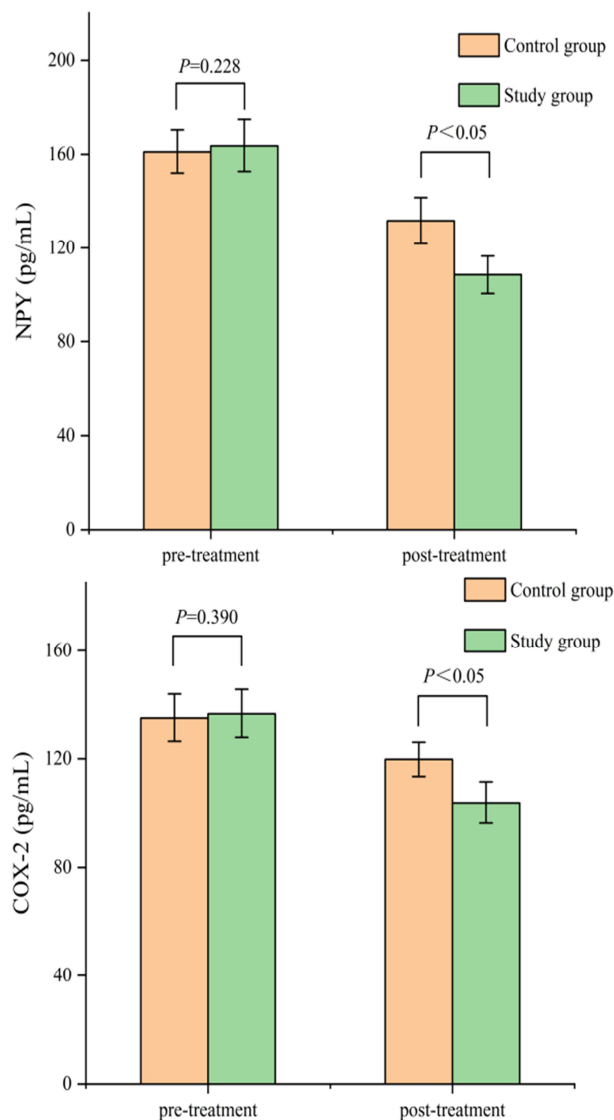 200
160
120
80
40
0
NPY (pg/mL)
P=0.228
P<0.05
Control group
Study group
pre-treatment
post-treatment
160
120
80
40
0
COX-2 (pg/mL)
P=0.390
P<0.05
Control group
Study group
pre-treatment
post-treatment